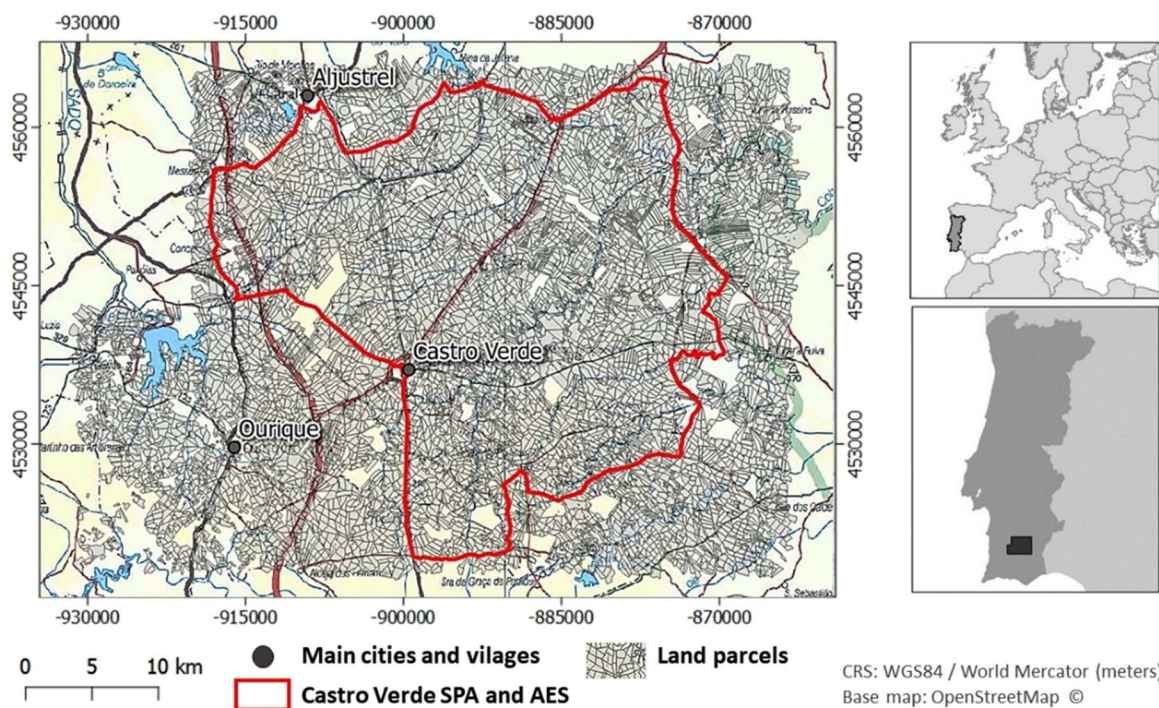 -930000 -915000 -900000 -885000 -870000
4560000 4560000
4545000 4545000
4530000 4530000
-930000 -915000 -900000 -885000 -870000
Aljustrel
SADO
Castro Verde
Ourique
S. Sebastião
0 5 10 km
Main cities and vilages
Land parcels
Castro Verde SPA and AES
CRS: WGS84 / World Mercator (meters)
Base map: OpenStreetMap ©